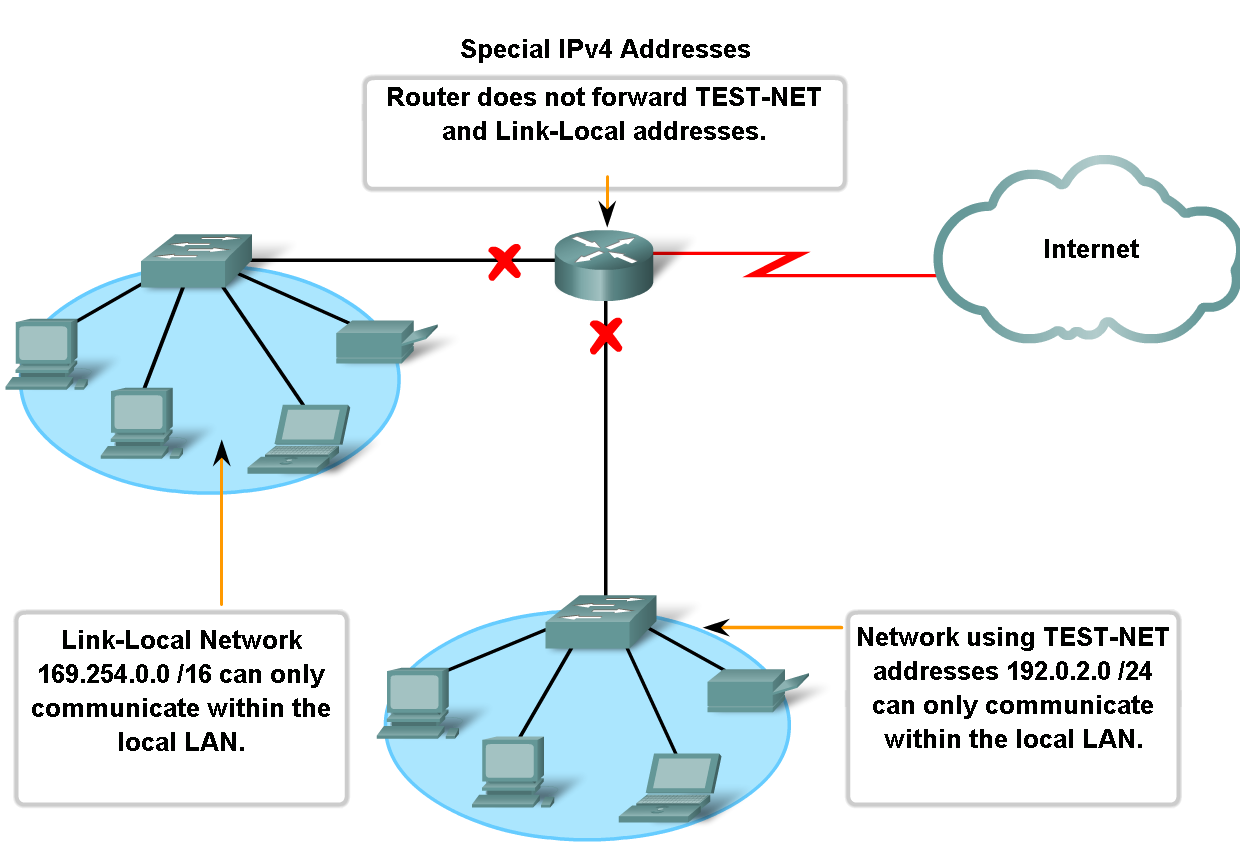 Special IPv4 Addresses
Router does not forward TEST-NET
and Link-Local addresses.
Internet
Link-Local Network
169.254.0.0 /16 can only
communicate within the
local LAN.
Network using TEST-NET
addresses 192.0.2.0 /24
can only communicate
within the local LAN.